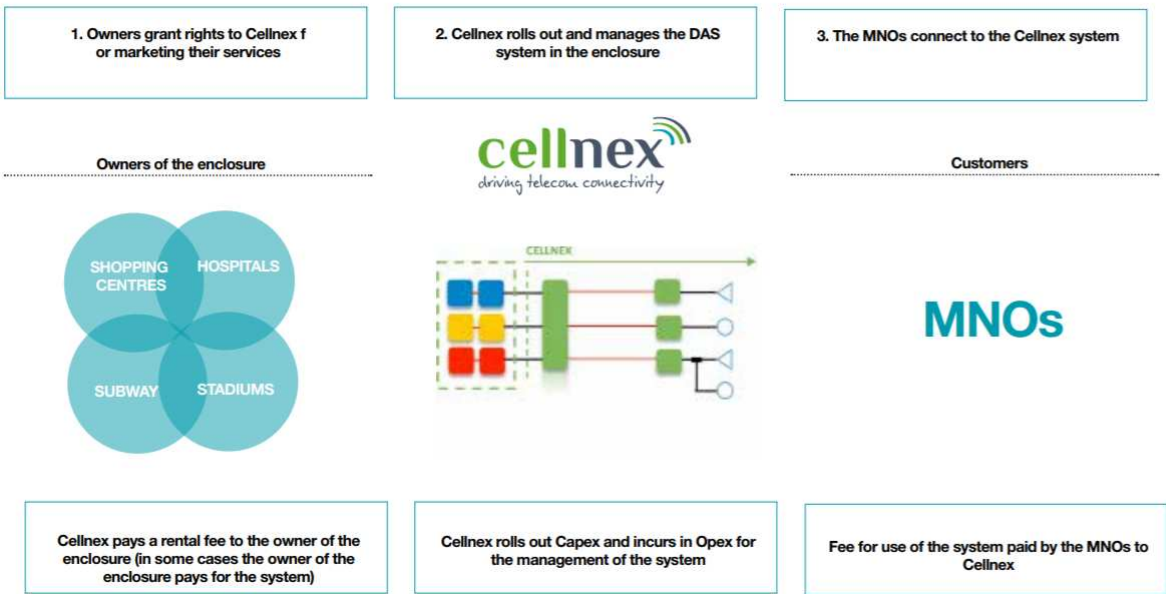 1. Owners grant rights to Cellnex f
or marketing their services
2. Cellnex rolls out and manages the DAS
system in the enclosure
3. The MNOs connect to the Cellnex system
cellnex
driving telecom connectivity
Owners of the enclosure
Customers
SHOPPING
CENTRES
HOSPITALS
SUBWAY
STADIUMS
CELLNEX
MNOs
Cellnex pays a rental fee to the owner of the
enclosure (in some cases the owner of the
enclosure pays for the system)
Cellnex rolls out Capex and incurs in Opex for
the management of the system
Fee for use of the system paid by the MNOs to
Cellnex